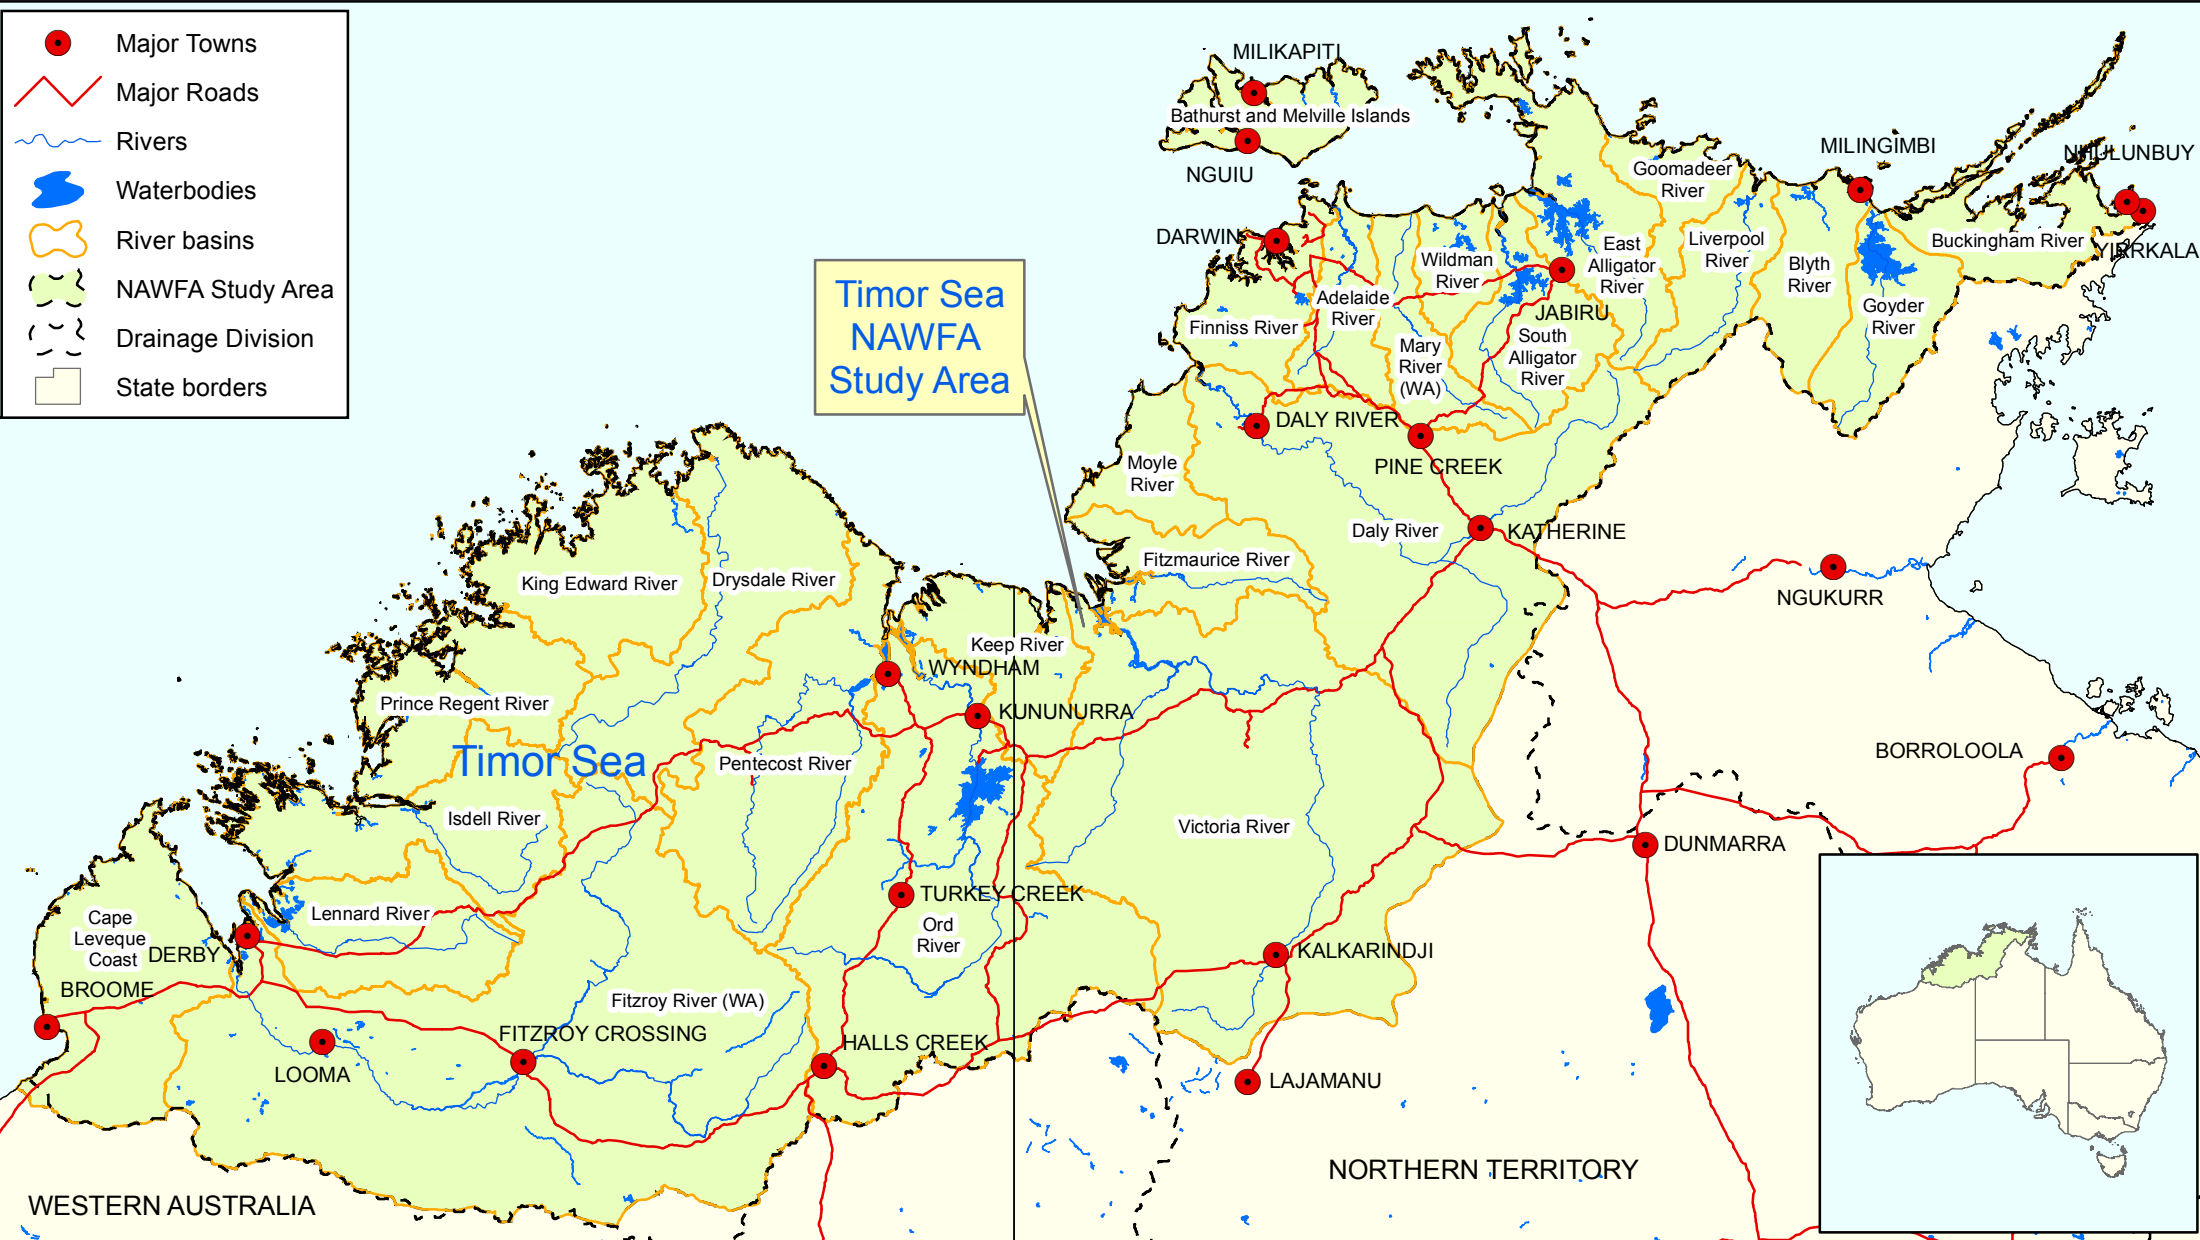 Major Towns
Major Roads
Rivers
Waterbodies
River basins
NAWFA Study Area
Drainage Division
State borders
Timor Sea
NAWFA
Study Area
MILIKAPITI
Bathurst and Melville Islands
NGUIU
DARWIN
MILINGIMBI
NHULUNBUY
YIRRKALA
Goomadeer
River
Buckingham River
Liverpool
River
East
Alligator
River
Blyth
River
Goyder
River
Wildman
River
Adelaide
River
Finniss River
JABIRU
South
Alligator
River
Mary
River
(WA)
DALY RIVER
PINE CREEK
Moyle
River
Daly River
KATHERINE
Fitzmaurice River
NGUKURR
King Edward River
Drysdale River
Keep River
WYNDHAM
Prince Regent River
KUNUNURRA
Timor Sea
Pentecost River
BORROLOOLA
Isdell River
Victoria River
DUNMARRA
TURKEY CREEK
Lennard River
Cape
Leveque
Coast
DERBY
Ord
River
KALKARINDJI
BROOME
Fitzroy River (WA)
FITZROY CROSSING
HALLS CREEK
LOOMA
LAJAMANU
WESTERN AUSTRALIA
NORTHERN TERRITORY